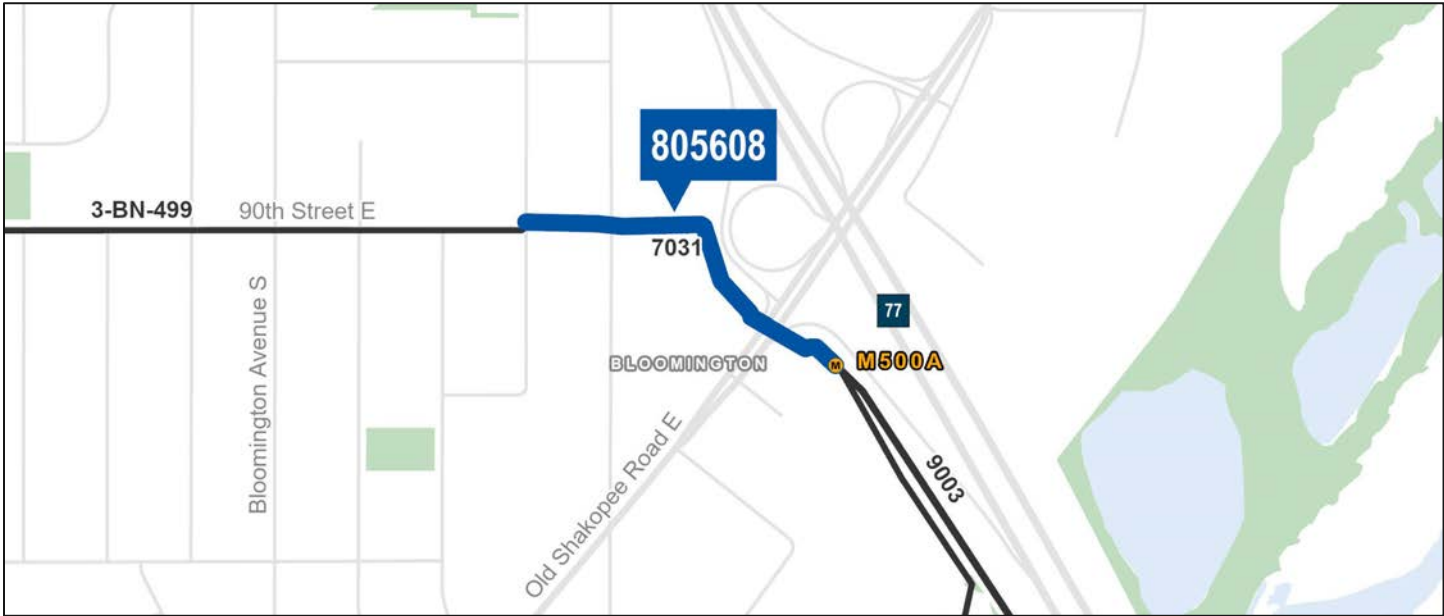 805608
3-BN-499
90th Street E
7031
Bloomington Avenue S
77
BLOOMINGTON
M
M500A
Old Shakopee Road E
9003